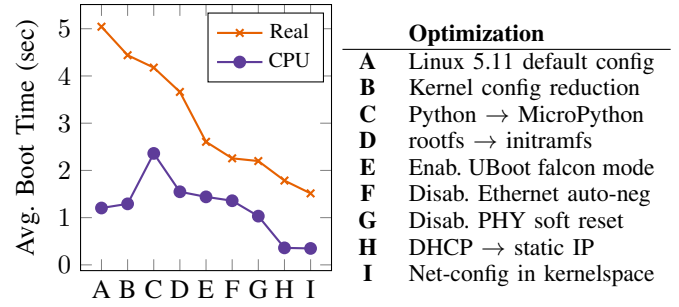 Avg. Boot Time (sec)
5
4
3
2
1
0
Real
CPU
A B C D E F G H I
Optimization
A Linux 5.11 default config
B Kernel config reduction
C Python → MicroPython
D rootfs → initramfs
E Enab. UBoot falcon mode
F Disab. Ethernet auto-neg
G Disab. PHY soft reset
H DHCP → static IP
I Net-config in kernelspace